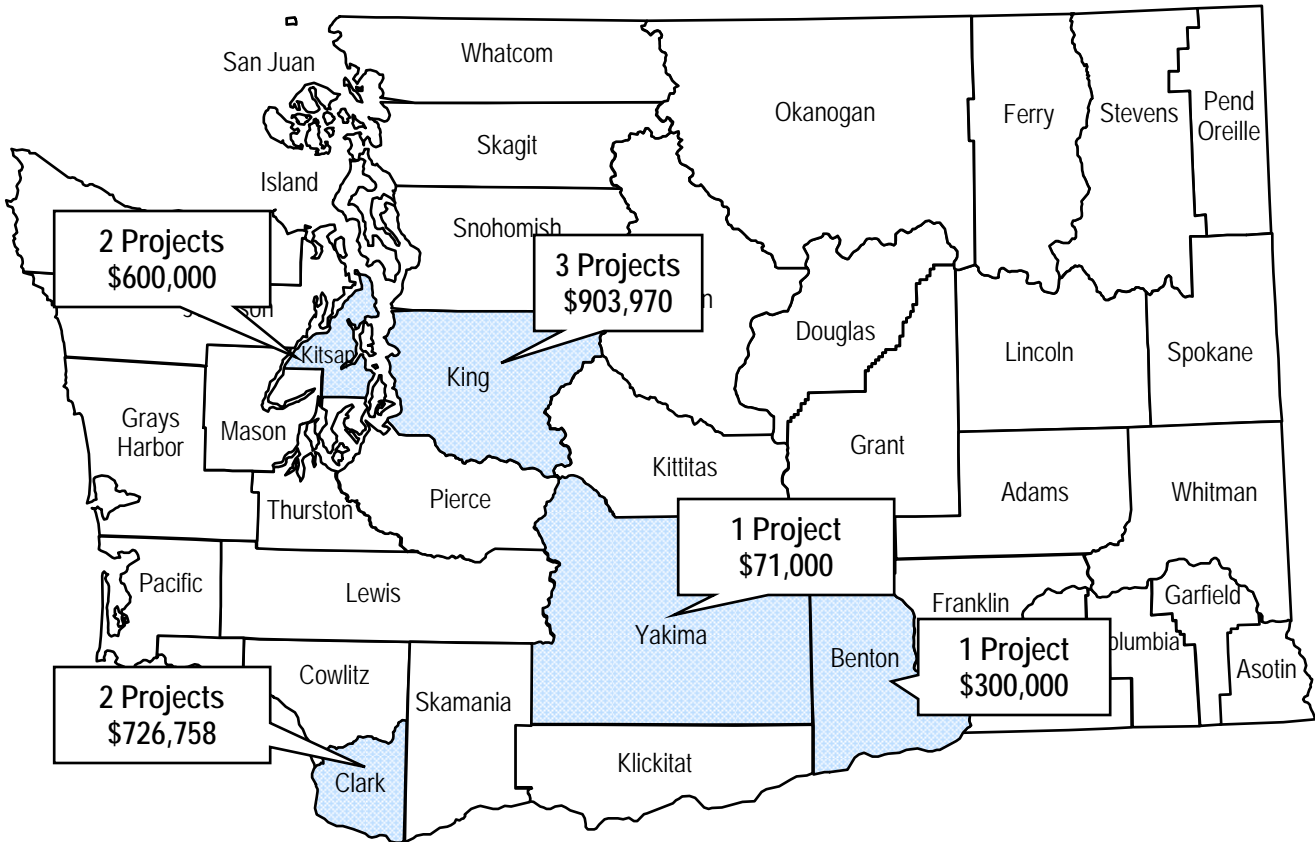 San Juan
Whatcom
Okanogan
Ferry
Stevens
Pend
Oreille
Skagit
Island
Snohomish
2 Projects
$600,000
3 Projects
$903,970
Douglas
Lincoln
Spokane
Kitsap
King
Grays
Harbor
Mason
Kittitas
Grant
Adams
Whitman
Thurston
Pierce
1 Project
$71,000
Pacific
Lewis
Franklin
Garfield
Yakima
Benton
1 Project
$300,000
olumbia
Asotin
Cowlitz
Skamania
2 Projects
$726,758
Clark
Klickitat